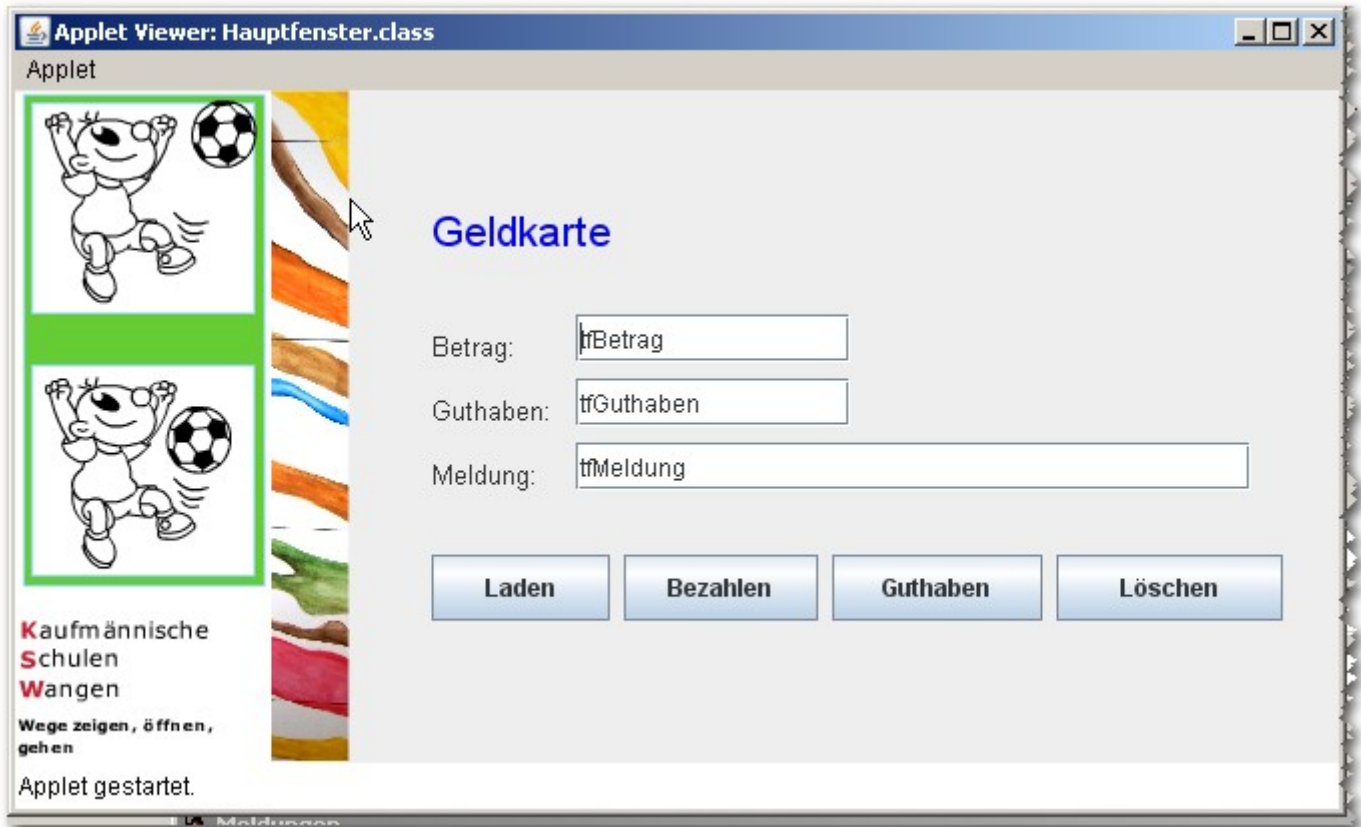 Applet Viewer: Hauptfenster.class
Applet
Geldkarte
Betrag: tfBetrag
Guthaben: tfGuthaben
Meldung: tfMeldung
Laden Bezahlen Guthaben Löschen
Kaufmännische
Schulen
Wangen
Wege zeigen, öffnen,
gehen
Applet gestartet.
Meldungen